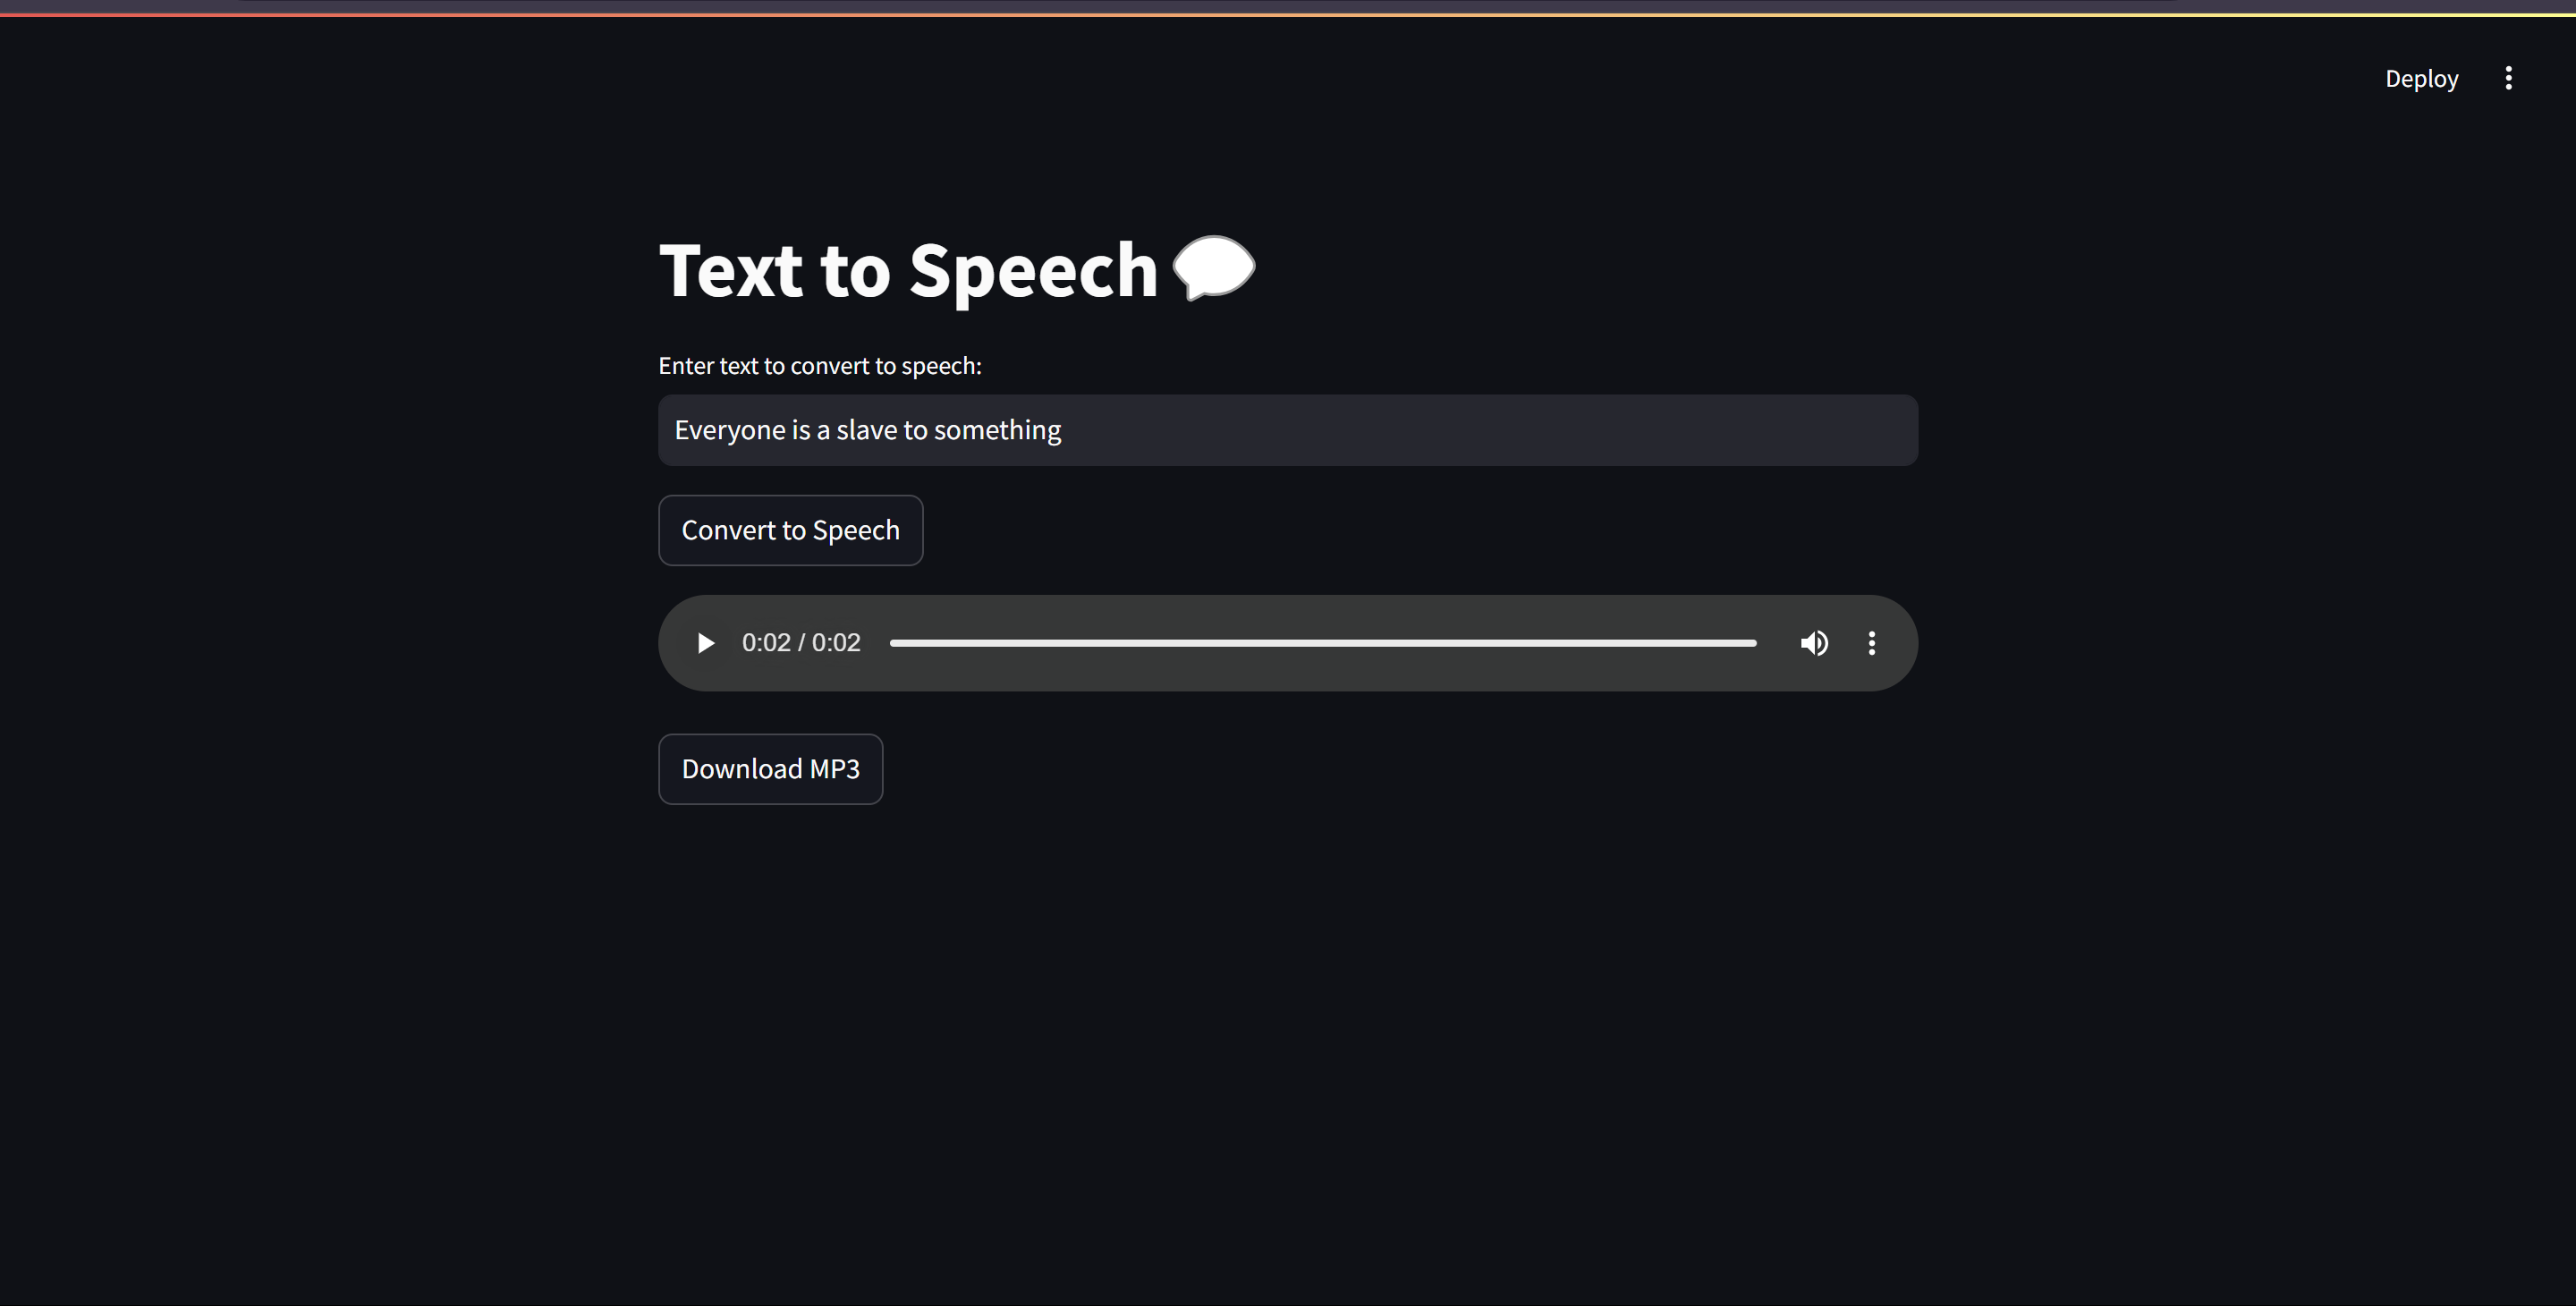 Deploy
Text to Speech
Enter text to convert to speech:
Everyone is a slave to something
Convert to Speech
0:02 / 0:02
Download MP3